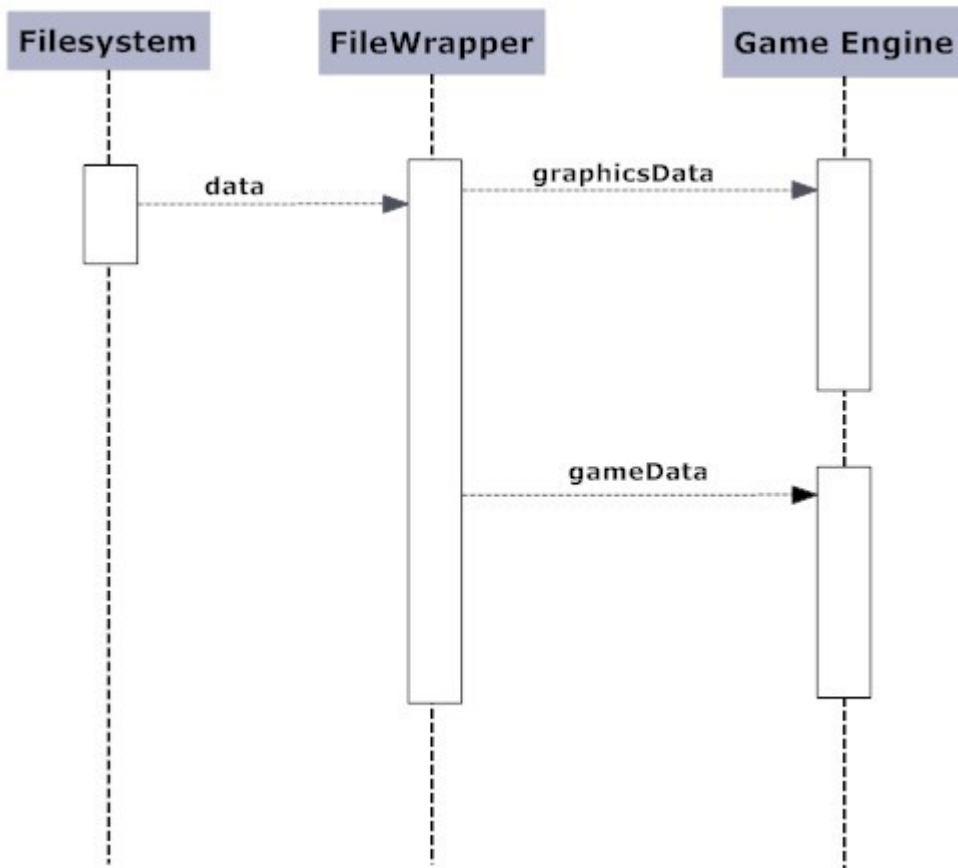 Filesystem
FileWrapper
Game Engine
data
graphicsData
gameData